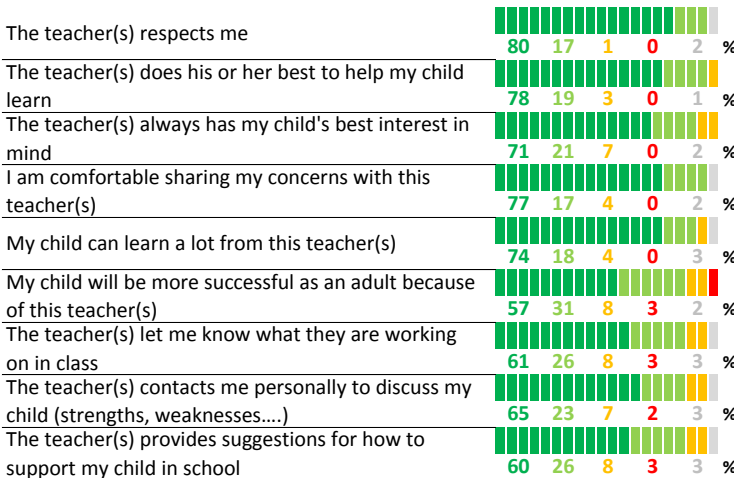 The teacher(s) respects me
80 17 1 0 2 %
The teacher(s) does his or her best to help my child
learn
78 19 3 0 1 %
The teacher(s) always has my child's best interest in
mind
71 21 7 0 2 %
I am comfortable sharing my concerns with this
teacher(s)
77 17 4 0 2 %
My child can learn a lot from this teacher(s)
74 18 4 0 3 %
My child will be more successful as an adult because
of this teacher(s)
57 31 8 3 2 %
The teacher(s) let me know what they are working
on in class
61 26 8 3 3 %
The teacher(s) contacts me personally to discuss my
child (strengths, weaknesses....)
65 23 7 2 3 %
The teacher(s) provides suggestions for how to
support my child in school
60 26 8 3 3 %